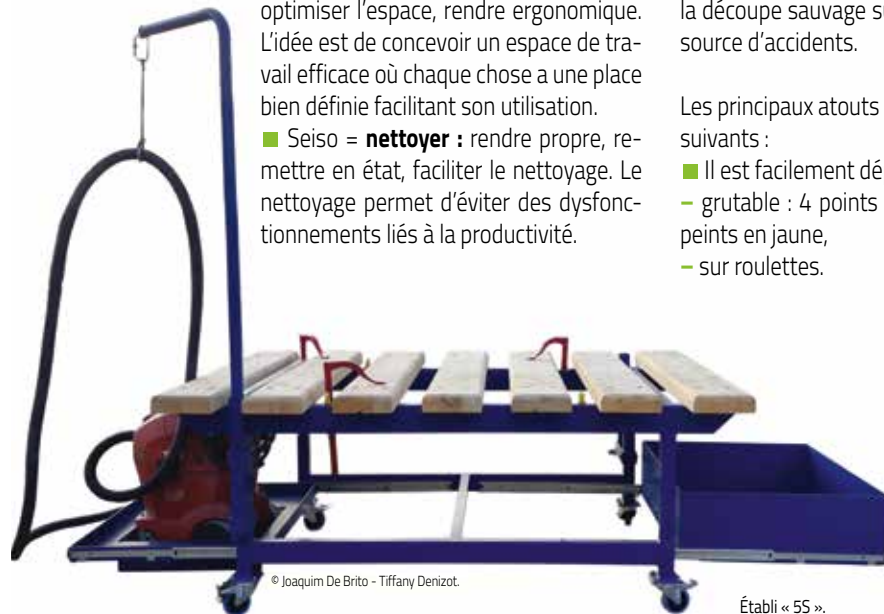 optimiser l’espace, rendre ergonomique.
L’idée est de concevoir un espace de tra-
vail efficace où chaque chose a une place
bien définie facilitant son utilisation.
■ Seiso = nettoyer : rendre propre, re-
mettre en état, faciliter le nettoyage. Le
nettoyage permet d’éviter des dysfonc-
tionnements liés à la productivité.
la découpe sauvage
source d’accidents.
Les principaux atouts
suivants :
■ Il est facilement
– grutable : 4 points
peints en jaune,
– sur roulettes.
© Joaquim De Brito - Tiffany Denizot.
Établi « 5S ».